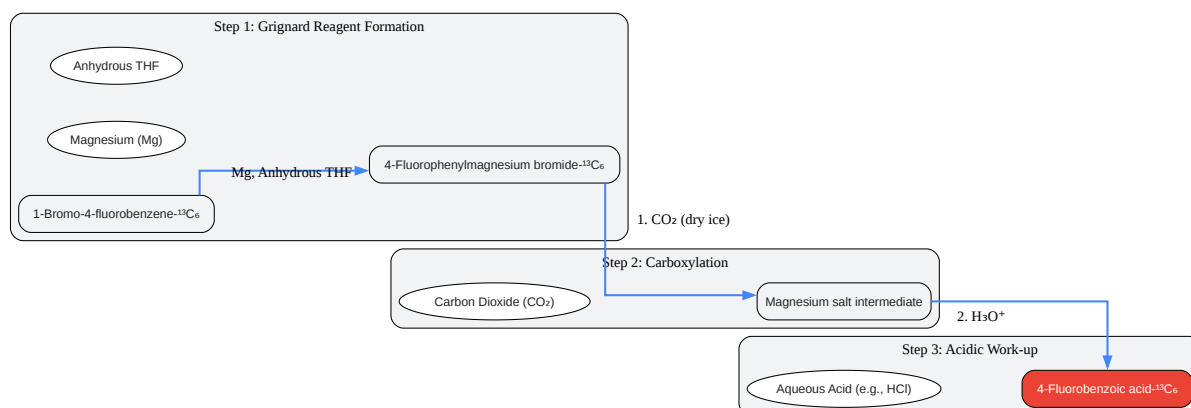 Step 1: Grignard Reagent Formation
Anhydrous THF
Magnesium (Mg)
Mg, Anhydrous THF
4-Fluorophenylmagnesium bromide-¹³C₆
1-Bromo-4-fluorobenzene-¹³C₆
1. CO₂ (dry ice)
Step 2: Carboxylation
Carbon Dioxide (CO₂)
Magnesium salt intermediate
2. H₃O⁺
Step 3: Acidic Work-up
Aqueous Acid (e.g., HCl)
4-Fluorobenzoic acid-¹³C₆